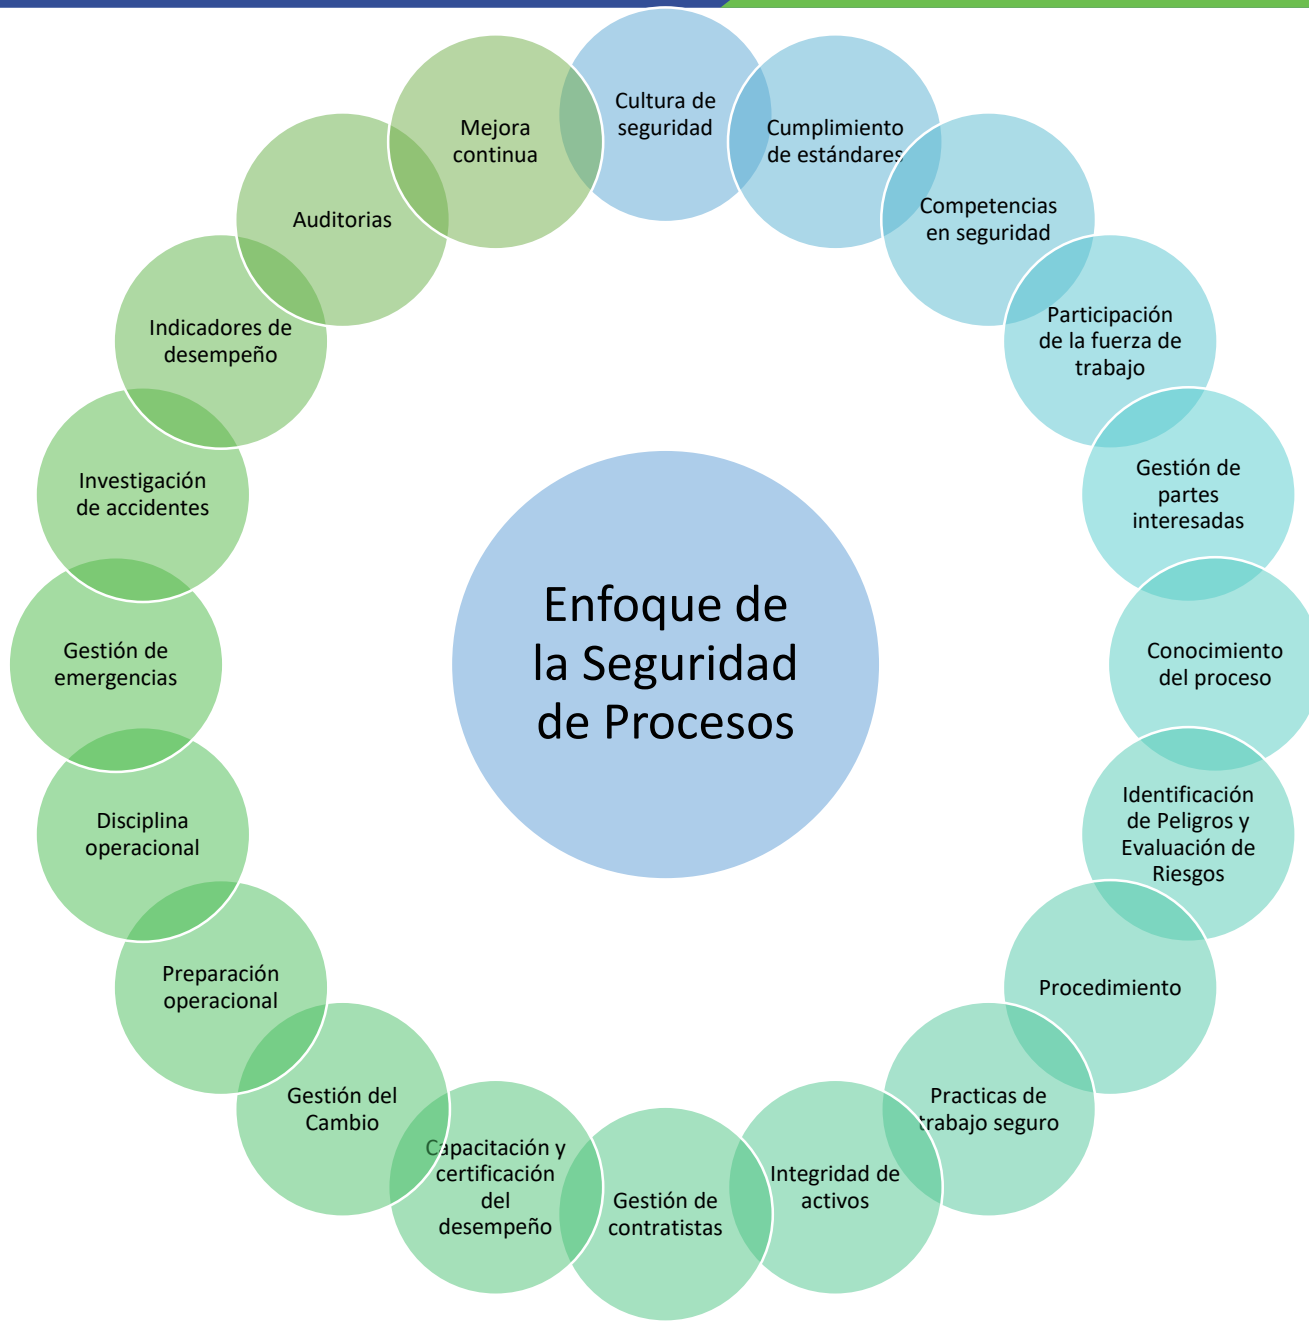 Cultura de
seguridad
Cumplimiento
de estándares
Competencias
en seguridad
Participación
de la fuerza de
trabajo
Gestión de
partes
interesadas
Conocimiento
del proceso
Identificación
de Peligros y
Evaluación de
Riesgos
Procedimiento
Practicas de
trabajo seguro
Integridad de
activos
Gestión de
contratistas
Capacitación y
certificación
del
desempeño
Gestión del
Cambio
Preparación
operacional
Disciplina
operacional
Gestión de
emergencias
Investigación
de accidentes
Indicadores de
desempeño
Auditorias
Mejora
continua
Enfoque de
la Seguridad
de Procesos